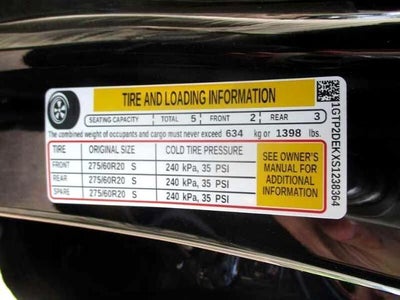 TIRE AND LOADING INFORMATION
SEATING CAPACITY TOTAL 5 FRONT 2 REAR 3
The combined weight of occupants and cargo must never exceed 634 kg or 1398 lbs.
TIRE ORIGINAL SIZE COLD TIRE PRESSURE
FRONT 275/60R20 S 240 kPa, 35 PSI
REAR 275/60R20 S 240 kPa, 35 PSI
SPARE 275/60R20 S 240 kPa, 35 PSI
SEE OWNER'S
MANUAL FOR
ADDITIONAL
INFORMATION
1GTP2DEKXS1238364